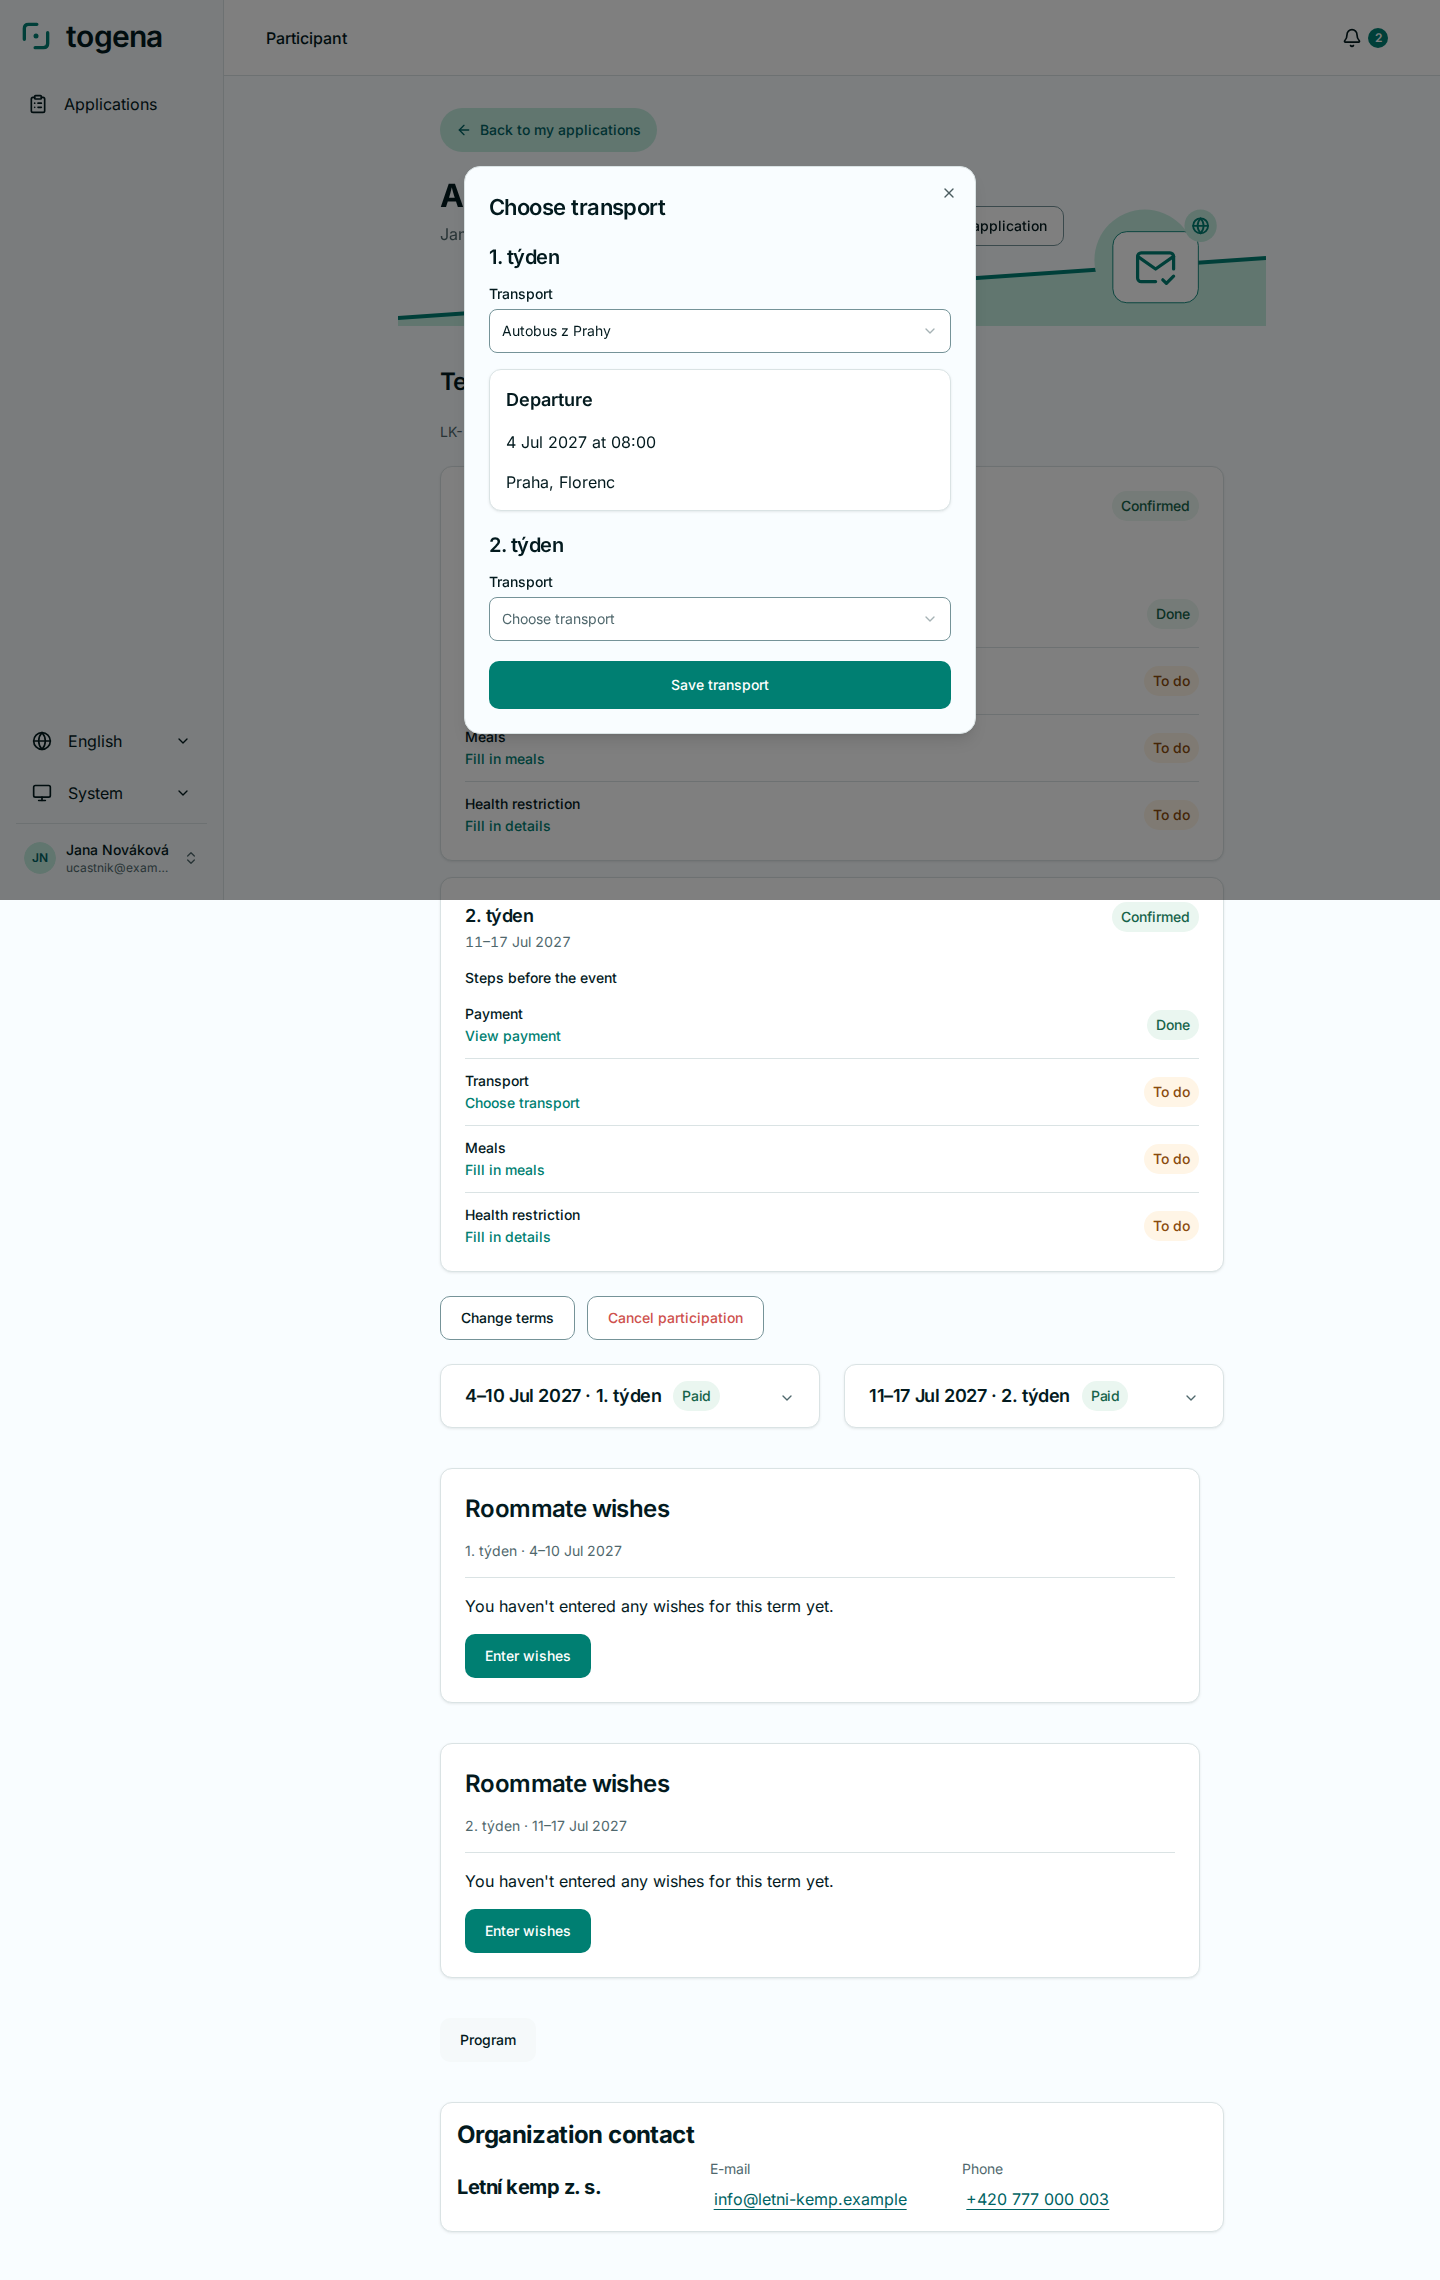 togena
Participant
2
Applications
Back to my applications
Choose transport
application
1. týden
Transport
Autobus z Prahy
Departure
4 Jul 2027 at 08:00
Praha, Florenc
LK-
Confirmed
2. týden
Transport
Choose transport
Done
Save transport
To do
Meals
Fill in meals
To do
Health restriction
Fill in details
To do
English
System
JN
Jana Nováková
ucastnik@exam...
2. týden
Confirmed
11–17 Jul 2027
Steps before the event
Payment
View payment
Done
Transport
Choose transport
To do
Meals
Fill in meals
To do
Health restriction
Fill in details
To do
Change terms
Cancel participation
4–10 Jul 2027 · 1. týden
Paid
11–17 Jul 2027 · 2. týden
Paid
Roommate wishes
1. týden · 4–10 Jul 2027
You haven't entered any wishes for this term yet.
Enter wishes
Roommate wishes
2. týden · 11–17 Jul 2027
You haven't entered any wishes for this term yet.
Enter wishes
Program
Organization contact
Letní kemp z. s.
E-mail
info@letni-kemp.example
Phone
+420 777 000 003